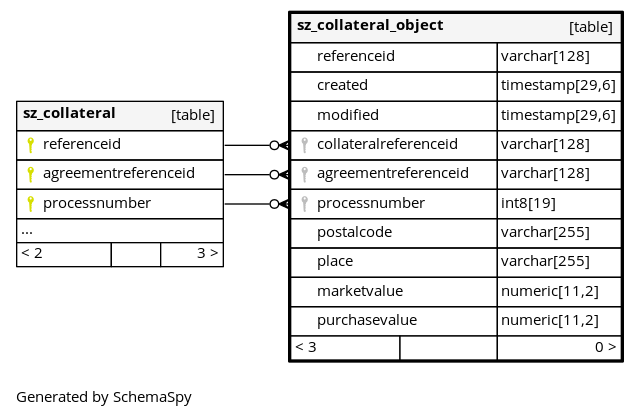 sz_collateral_object [table]
referenceid varchar[128]
created timestamp[29,6]
modified timestamp[29,6]
collateralreferenceid varchar[128]
agreementreferenceid varchar[128]
processnumber int8[19]
postalcode varchar[255]
place varchar[255]
marketvalue numeric[11,2]
purchasevalue numeric[11,2]
< 3 0 >
sz_collateral [table]
referenceid
agreementreferenceid
processnumber
...
< 2 3 >
Generated by SchemaSpy